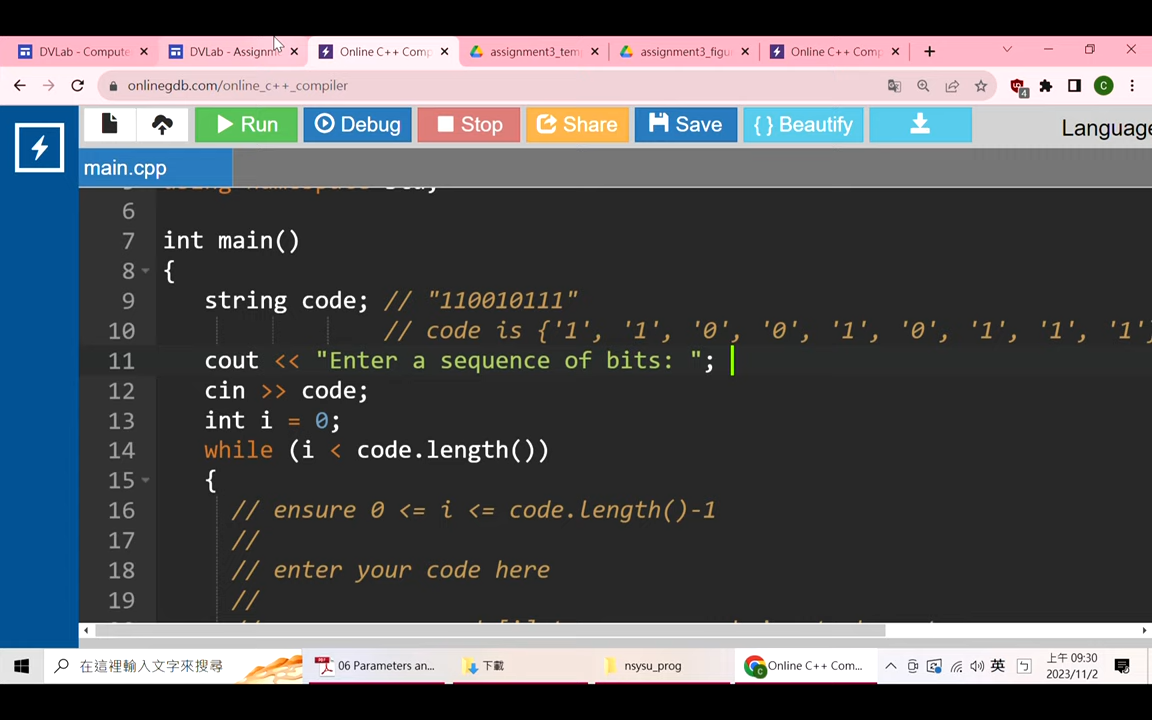 DVLab - Compute
DVLab - Assignm
Online C++ Comp
assignment3_tem
assignment3_figu
Online C++ Comp
onlinegdb.com/online_c++_compiler
4
C
Run
Debug
Stop
Share
Save
{ } Beautify
Language
main.cpp
6
7 int main()
8 {
9 string code; // "110010111"
10 // code is {'1', '1', '0', '0', '1', '0', '1', '1', '1'
11 cout << "Enter a sequence of bits: ";
12 cin >> code;
13 int i = 0;
14 while (i < code.length())
15 {
16 // ensure 0 <= i <= code.length()-1
17 //
18 // enter your code here
19 //
在這裡輸入文字來搜尋
06 Parameters an...
下載
nsysu_prog
Online C++ Com...
英
上午 09:30
2023/11/2